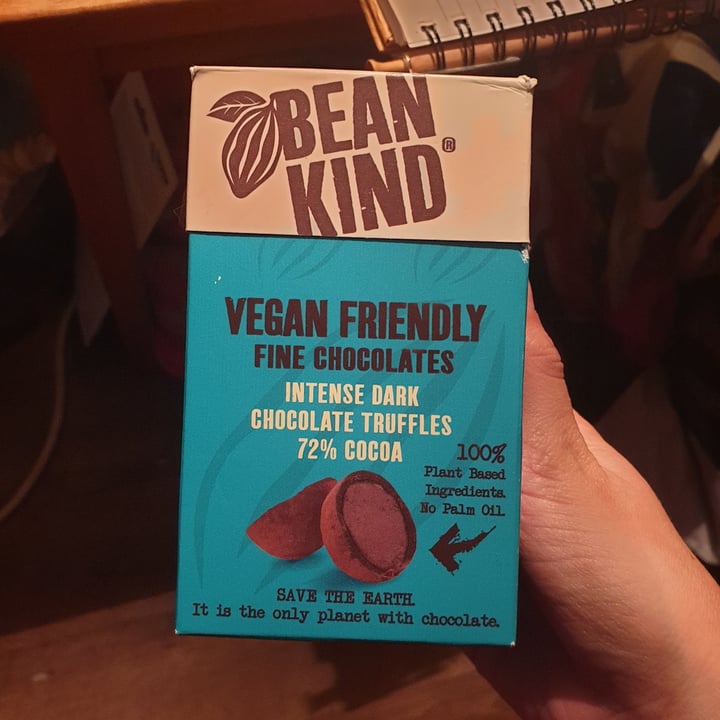 BEAN
KIND®
VEGAN FRIENDLY
FINE CHOCOLATES
INTENSE DARK
CHOCOLATE TRUFFLES
72% COCOA
100%
Plant Based
Ingredients.
No Palm Oil.
SAVE THE EARTH.
It is the only planet with chocolate.